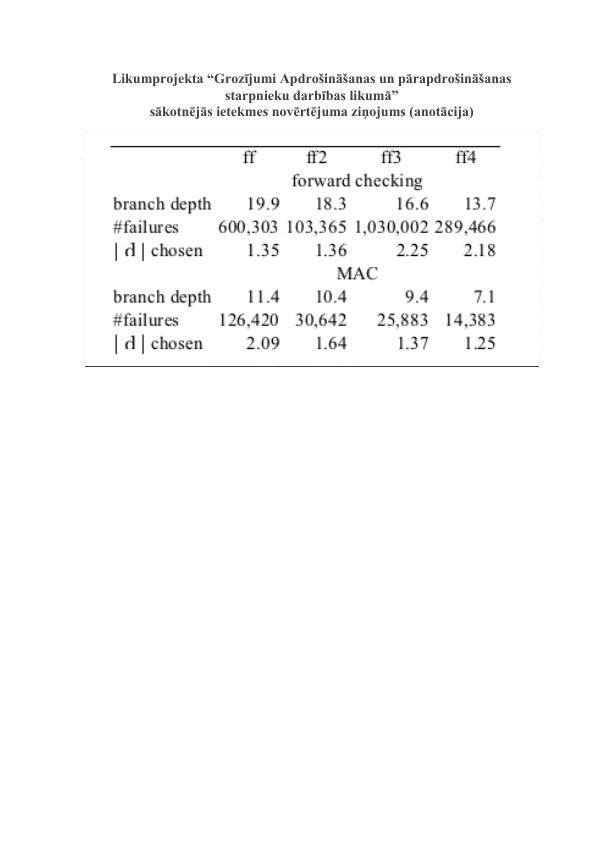 Likumprojekta “Grozījumi Apdrošināšanas un pārapdrošināšanas
starpnieku darbības likumā”
sākotnējās ietekmes novērtējuma ziņojums (anotācija)
ff ff2 ff3 ff4
forward checking
branch depth 19.9 18.3 16.6 13.7
#failures 600,303 103,365 1,030,002 289,466
| d | chosen 1.35 1.36 2.25 2.18
MAC
branch depth 11.4 10.4 9.4 7.1
#failures 126,420 30,642 25,883 14,383
| d | chosen 2.09 1.64 1.37 1.25